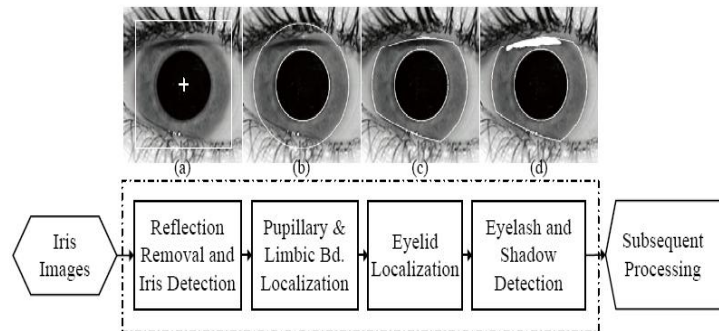 (a) (b) (c) (d)
Iris
Images
Reflection
Removal and
Iris Detection
Pupillary &
Limbic Bd.
Localization
Eyelid
Localization
Eyelash and
Shadow
Detection
Subsequent
Processing